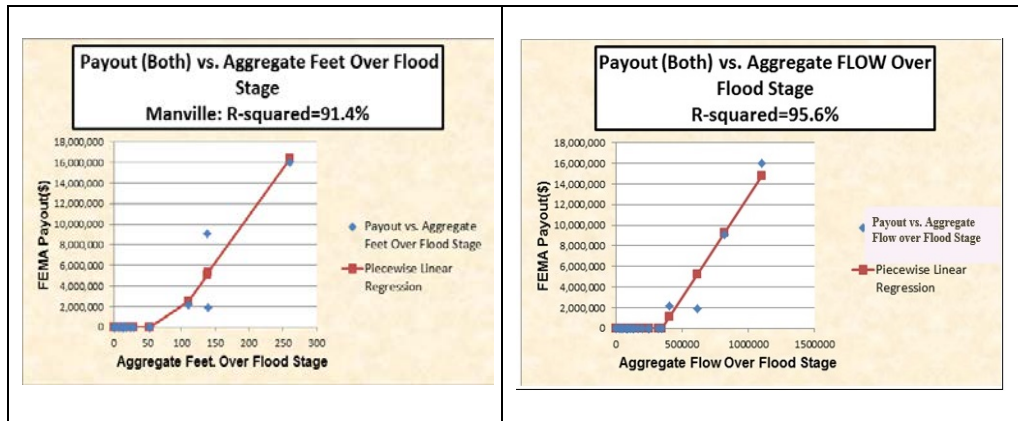 Payout (Both) vs. Aggregate Feet Over Flood
Stage
Manville: R-squared=91.4%
18,000,000
16,000,000
14,000,000
12,000,000
10,000,000
8,000,000
6,000,000
4,000,000
2,000,000
0
FEMA Payout($)
0 50 100 150 200 250 300
Aggregate Feet. Over Flood Stage
Payout vs. Aggregate
Feet Over Flood Stage
Piecewise Linear
Regression
Payout (Both) vs. Aggregate FLOW Over
Flood Stage
R-squared=95.6%
18,000,000
16,000,000
14,000,000
12,000,000
10,000,000
8,000,000
6,000,000
4,000,000
2,000,000
0
FEMA Payout($)
0 500000 1000000 1500000
Aggregate Flow Over Flood Stage
Payout vs. Aggregate
Flow over Flood Stage
Piecewise Linear
Regression